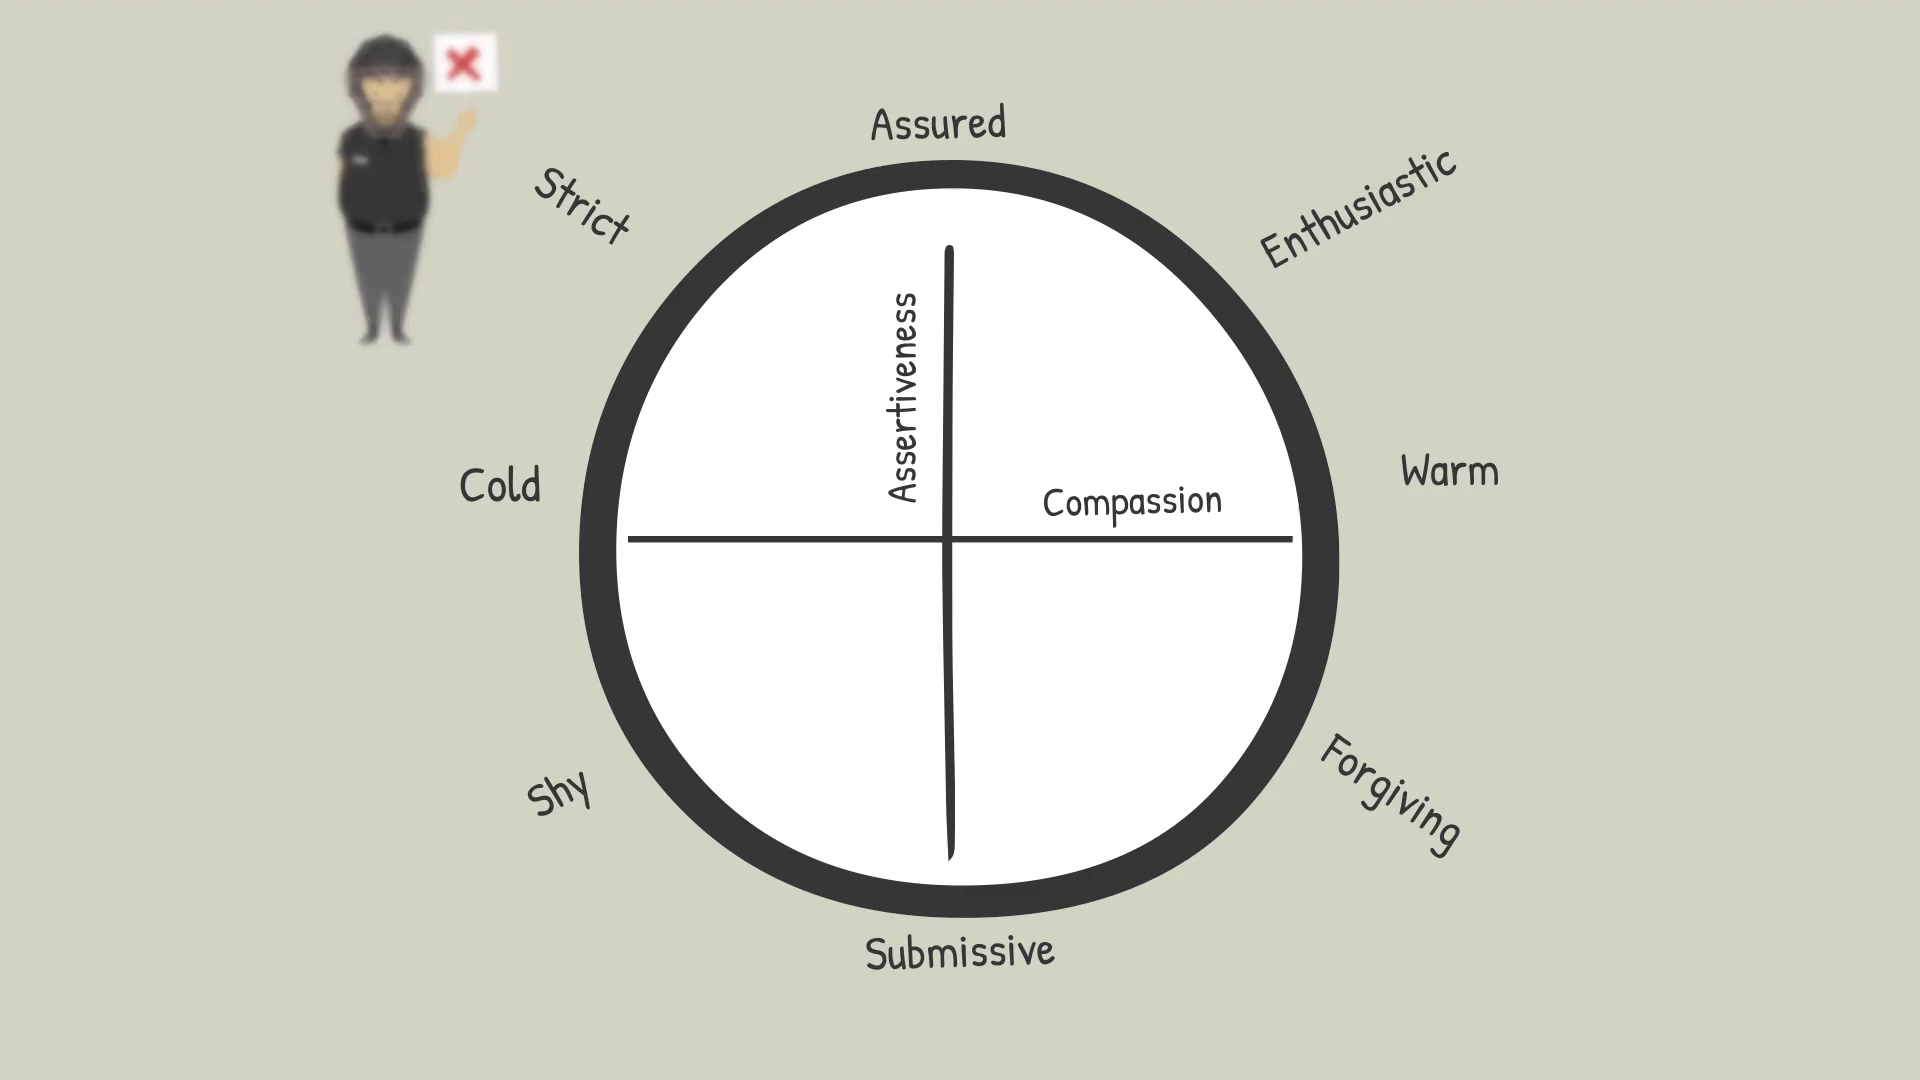 Assured
Strict
Enthusiastic
Assertiveness
Cold
Compassion
Warm
Shy
Forgiving
Submissive